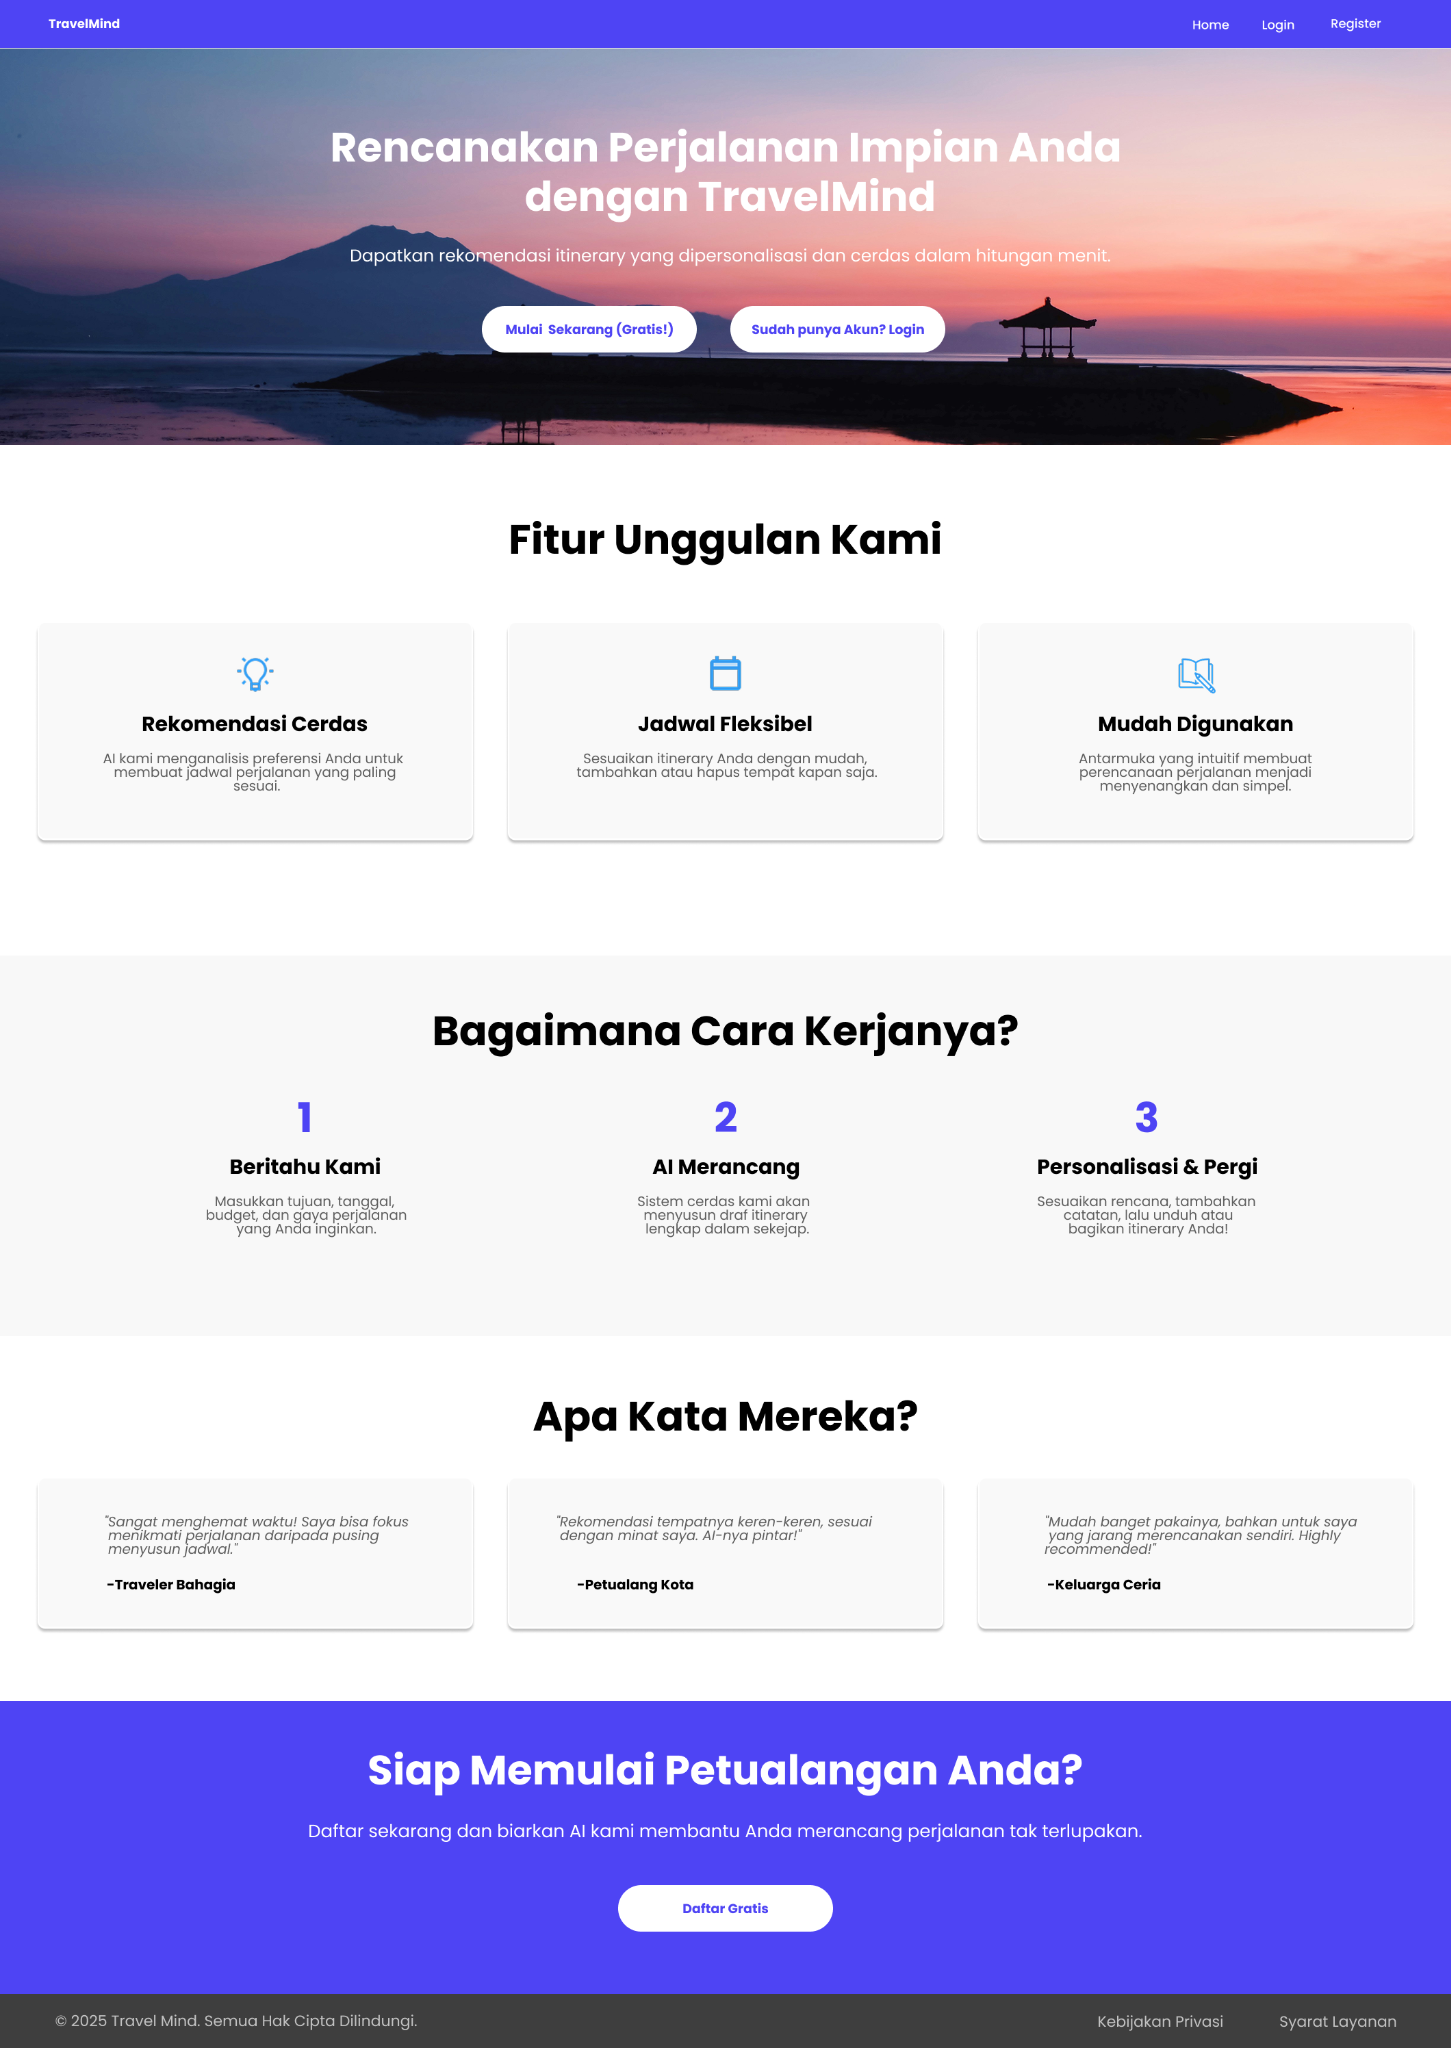 TravelMind
Home
Login
Register
Rencanakan Perjalanan Impian Anda
dengan TravelMind
Dapatkan rekomendasi itinerary yang dipersonalisasi dan cerdas dalam hitungan menit.
Mulai Sekarang (Gratis!)
Sudah punya Akun? Login
Fitur Unggulan Kami
Rekomendasi Cerdas
AI kami menganalisis preferensi Anda untuk
membuat jadwal perjalanan yang paling
sesuai.
Jadwal Fleksibel
Sesuaikan itinerary Anda dengan mudah,
tambahkan atau hapus tempat kapan saja.
Mudah Digunakan
Antarmuka yang intuitif membuat
perencanaan perjalanan menjadi
menyenangkan dan simpel.
Bagaimana Cara Kerjanya?
1
Beritahu Kami
Masukkan tujuan, tanggal,
budget, dan gaya perjalanan
yang Anda inginkan.
2
AI Merancang
Sistem cerdas kami akan
menyusun draf itinerary
lengkap dalam sekejap.
3
Personalisasi & Pergi
Sesuaikan rencana, tambahkan
catatan, lalu unduh atau
bagikan itinerary Anda!
Apa Kata Mereka?
"Sangat menghemat waktu! Saya bisa fokus
menikmati perjalanan daripada pusing
menyusun jadwal."
-Traveler Bahagia
"Rekomendasi tempatnya keren-keren, sesuai
dengan minat saya. AI-nya pintar!"
-Petualang Kota
"Mudah banget pakainya, bahkan untuk saya
yang jarang merencanakan sendiri. Highly
recommended!"
-Keluarga Ceria
Siap Memulai Petualangan Anda?
Daftar sekarang dan biarkan AI kami membantu Anda merancang perjalanan tak terlupakan.
Daftar Gratis
© 2025 Travel Mind. Semua Hak Cipta Dilindungi.
Kebijakan Privasi
Syarat Layanan